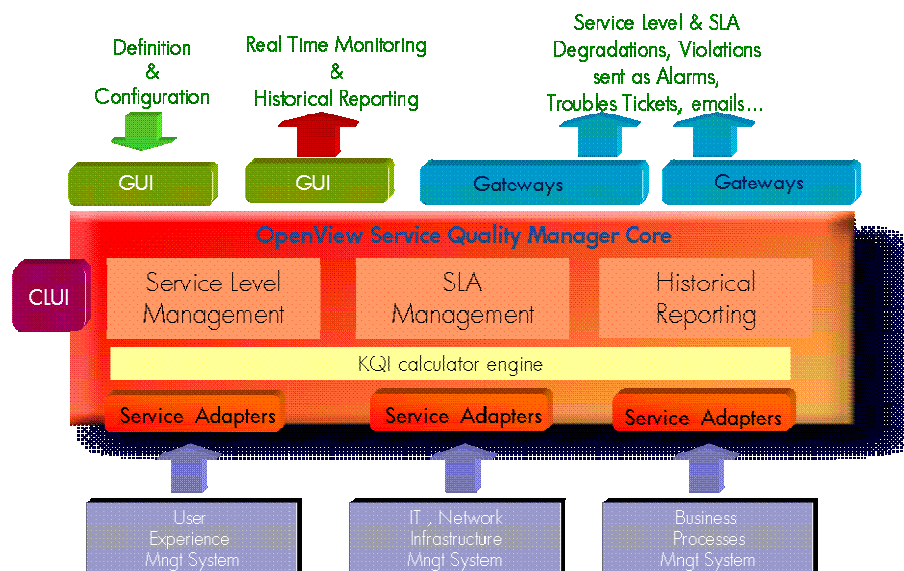 Definition
&
Configuration
Real Time Monitoring
&
Historical Reporting
Service Level & SLA
Degradations, Violations
sent as Alarms,
Troubles Tickets, emails...
GUI
GUI
Gateways
Gateways
OpenView Service Quality Manager Core
CLUI
Service Level
Management
SLA
Management
Historical
Reporting
KQI calculator engine
Service Adapters
Service Adapters
Service Adapters
User
Experience
Mngt System
IT , Network
Infrastructure
Mngt System
Business
Processes
Mngt System